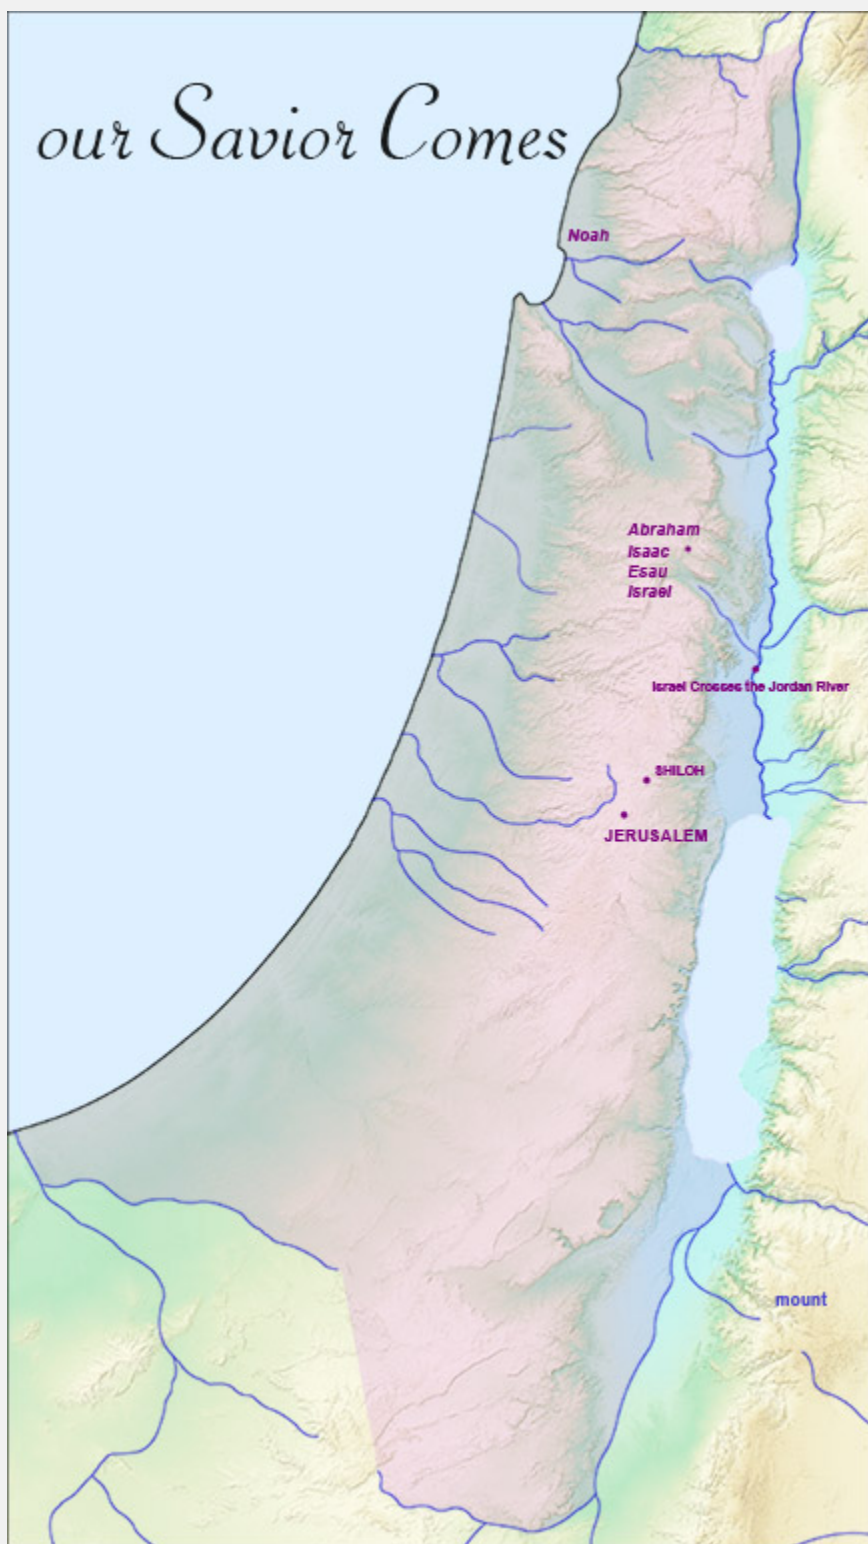 our Savior Comes
Noah
Abraham
Isaac
Esau
Israel
Israel Crosses the Jordan River
SHILOH
JERUSALEM
mount